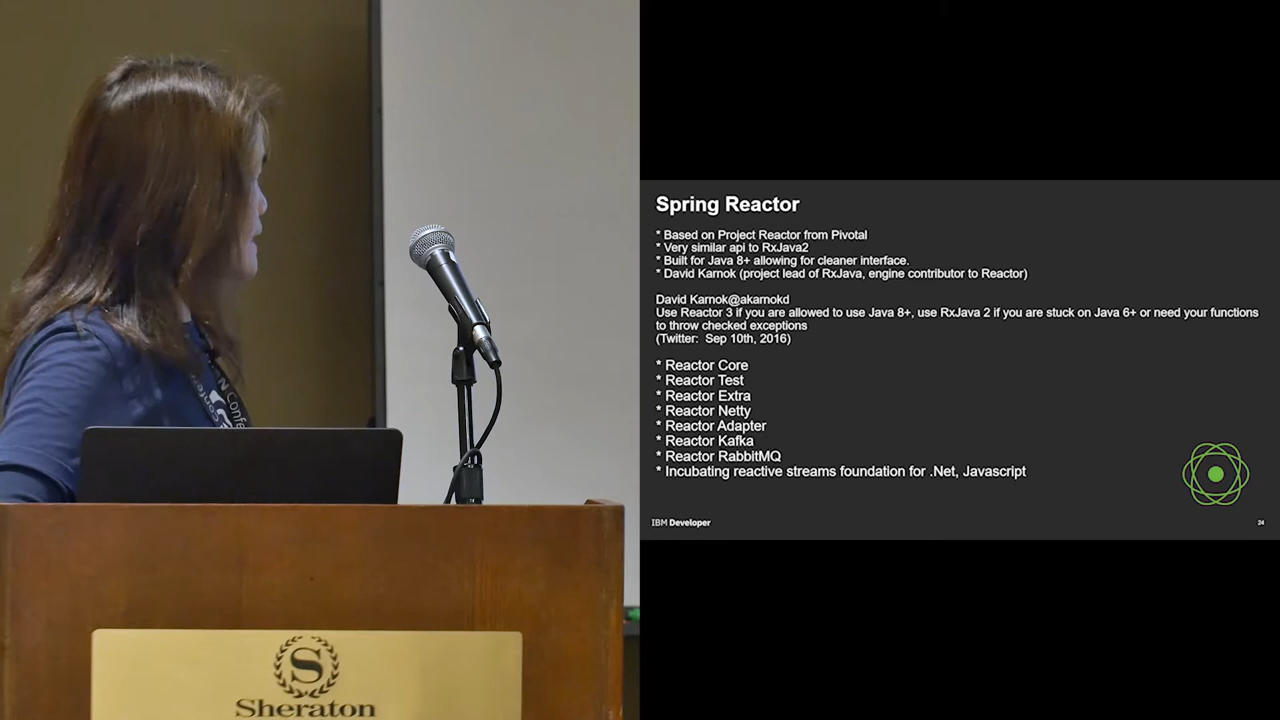 Confe
S
Sheraton
Spring Reactor
* Based on Project Reactor from Pivotal
* Very similar api to RxJava2
* Built for Java 8+ allowing for cleaner interface.
* David Karnok (project lead of RxJava, engine contributor to Reactor)
David Karnok@akarnokd
Use Reactor 3 if you are allowed to use Java 8+, use RxJava 2 if you are stuck on Java 6+ or need your functions
to throw checked exceptions
(Twitter: Sep 10th, 2016)
* Reactor Core
* Reactor Test
* Reactor Extra
* Reactor Netty
* Reactor Adapter
* Reactor Kafka
* Reactor RabbitMQ
* Incubating reactive streams foundation for .Net, Javascript
IBM Developer
24